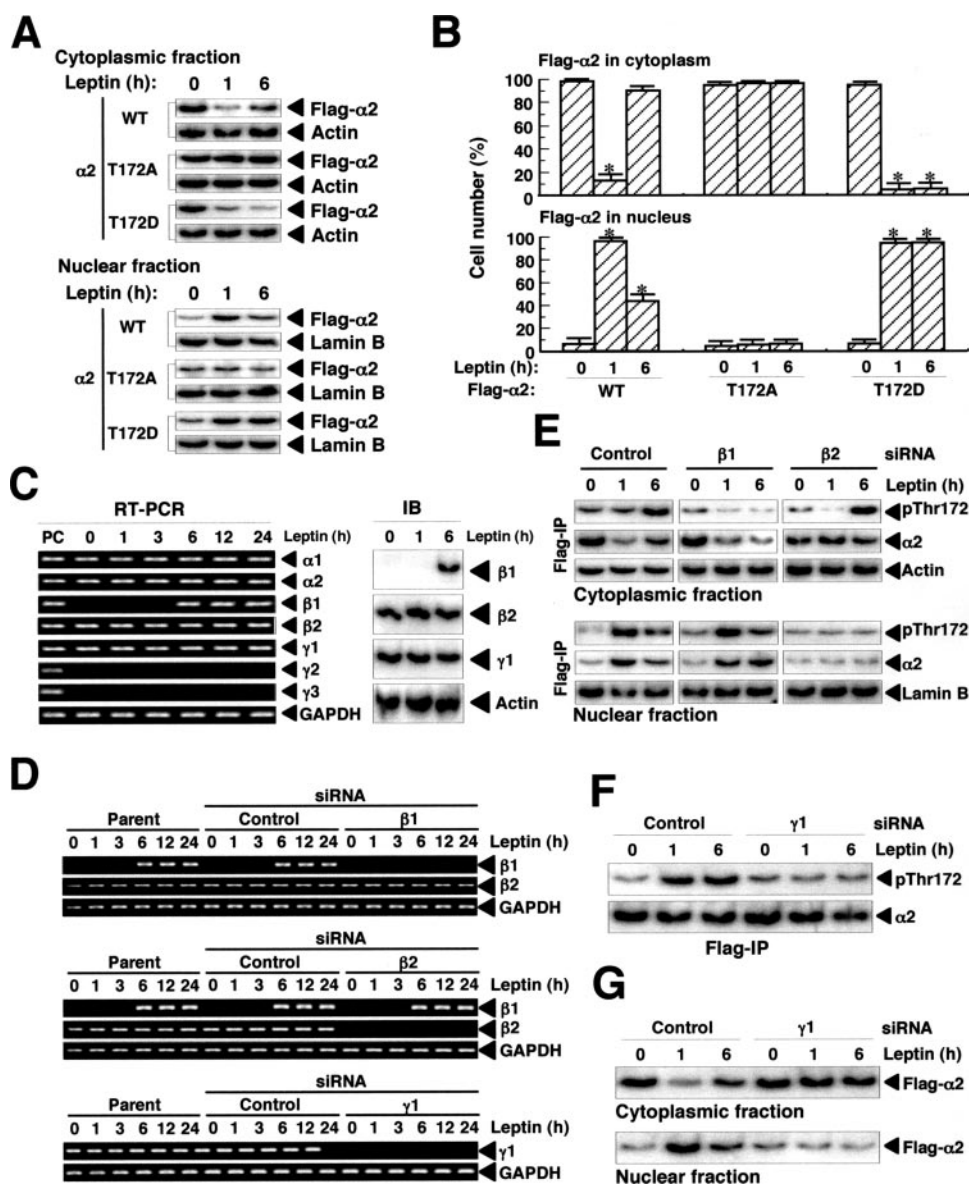 A
Cytoplasmic fraction
Leptin (h): 0 1 6
WT
Flag-α2
Actin
α2
T172A
Flag-α2
Actin
T172D
Flag-α2
Actin
Nuclear fraction
Leptin (h): 0 1 6
WT
Flag-α2
Lamin B
α2
T172A
Flag-α2
Lamin B
T172D
Flag-α2
Lamin B
B
Flag-α2 in cytoplasm
100
80
60
40
20
0
* * *
Flag-α2 in nucleus
100
80
60
40
20
0
* * * *
Cell number (%)
Leptin (h): 0 1 6 0 1 6 0 1 6
Flag-α2: WT T172A T172D
C
RT-PCR
PC 0 1 3 6 12 24 Leptin (h)
α1
α2
β1
β2
γ1
γ2
γ3
GAPDH
IB
0 1 6 Leptin (h)
β1
β2
γ1
Actin
D
siRNA
Parent Control β1
0 1 3 6 12 24 0 1 3 6 12 24 0 1 3 6 12 24 Leptin (h)
β1
β2
GAPDH
siRNA
Parent Control β2
0 1 3 6 12 24 0 1 3 6 12 24 0 1 3 6 12 24 Leptin (h)
β1
β2
GAPDH
siRNA
Parent Control γ1
0 1 3 6 12 24 0 1 3 6 12 24 0 1 3 6 12 24 Leptin (h)
γ1
GAPDH
E
Control β1 β2 siRNA
0 1 6 0 1 6 0 1 6 Leptin (h)
Flag-IP
pThr172
α2
Actin
Cytoplasmic fraction
Flag-IP
pThr172
α2
Lamin B
Nuclear fraction
F
Control γ1 siRNA
0 1 6 0 1 6 Leptin (h)
pThr172
α2
Flag-IP
G
Control γ1 siRNA
0 1 6 0 1 6 Leptin (h)
Flag-α2
Cytoplasmic fraction
Flag-α2
Nuclear fraction